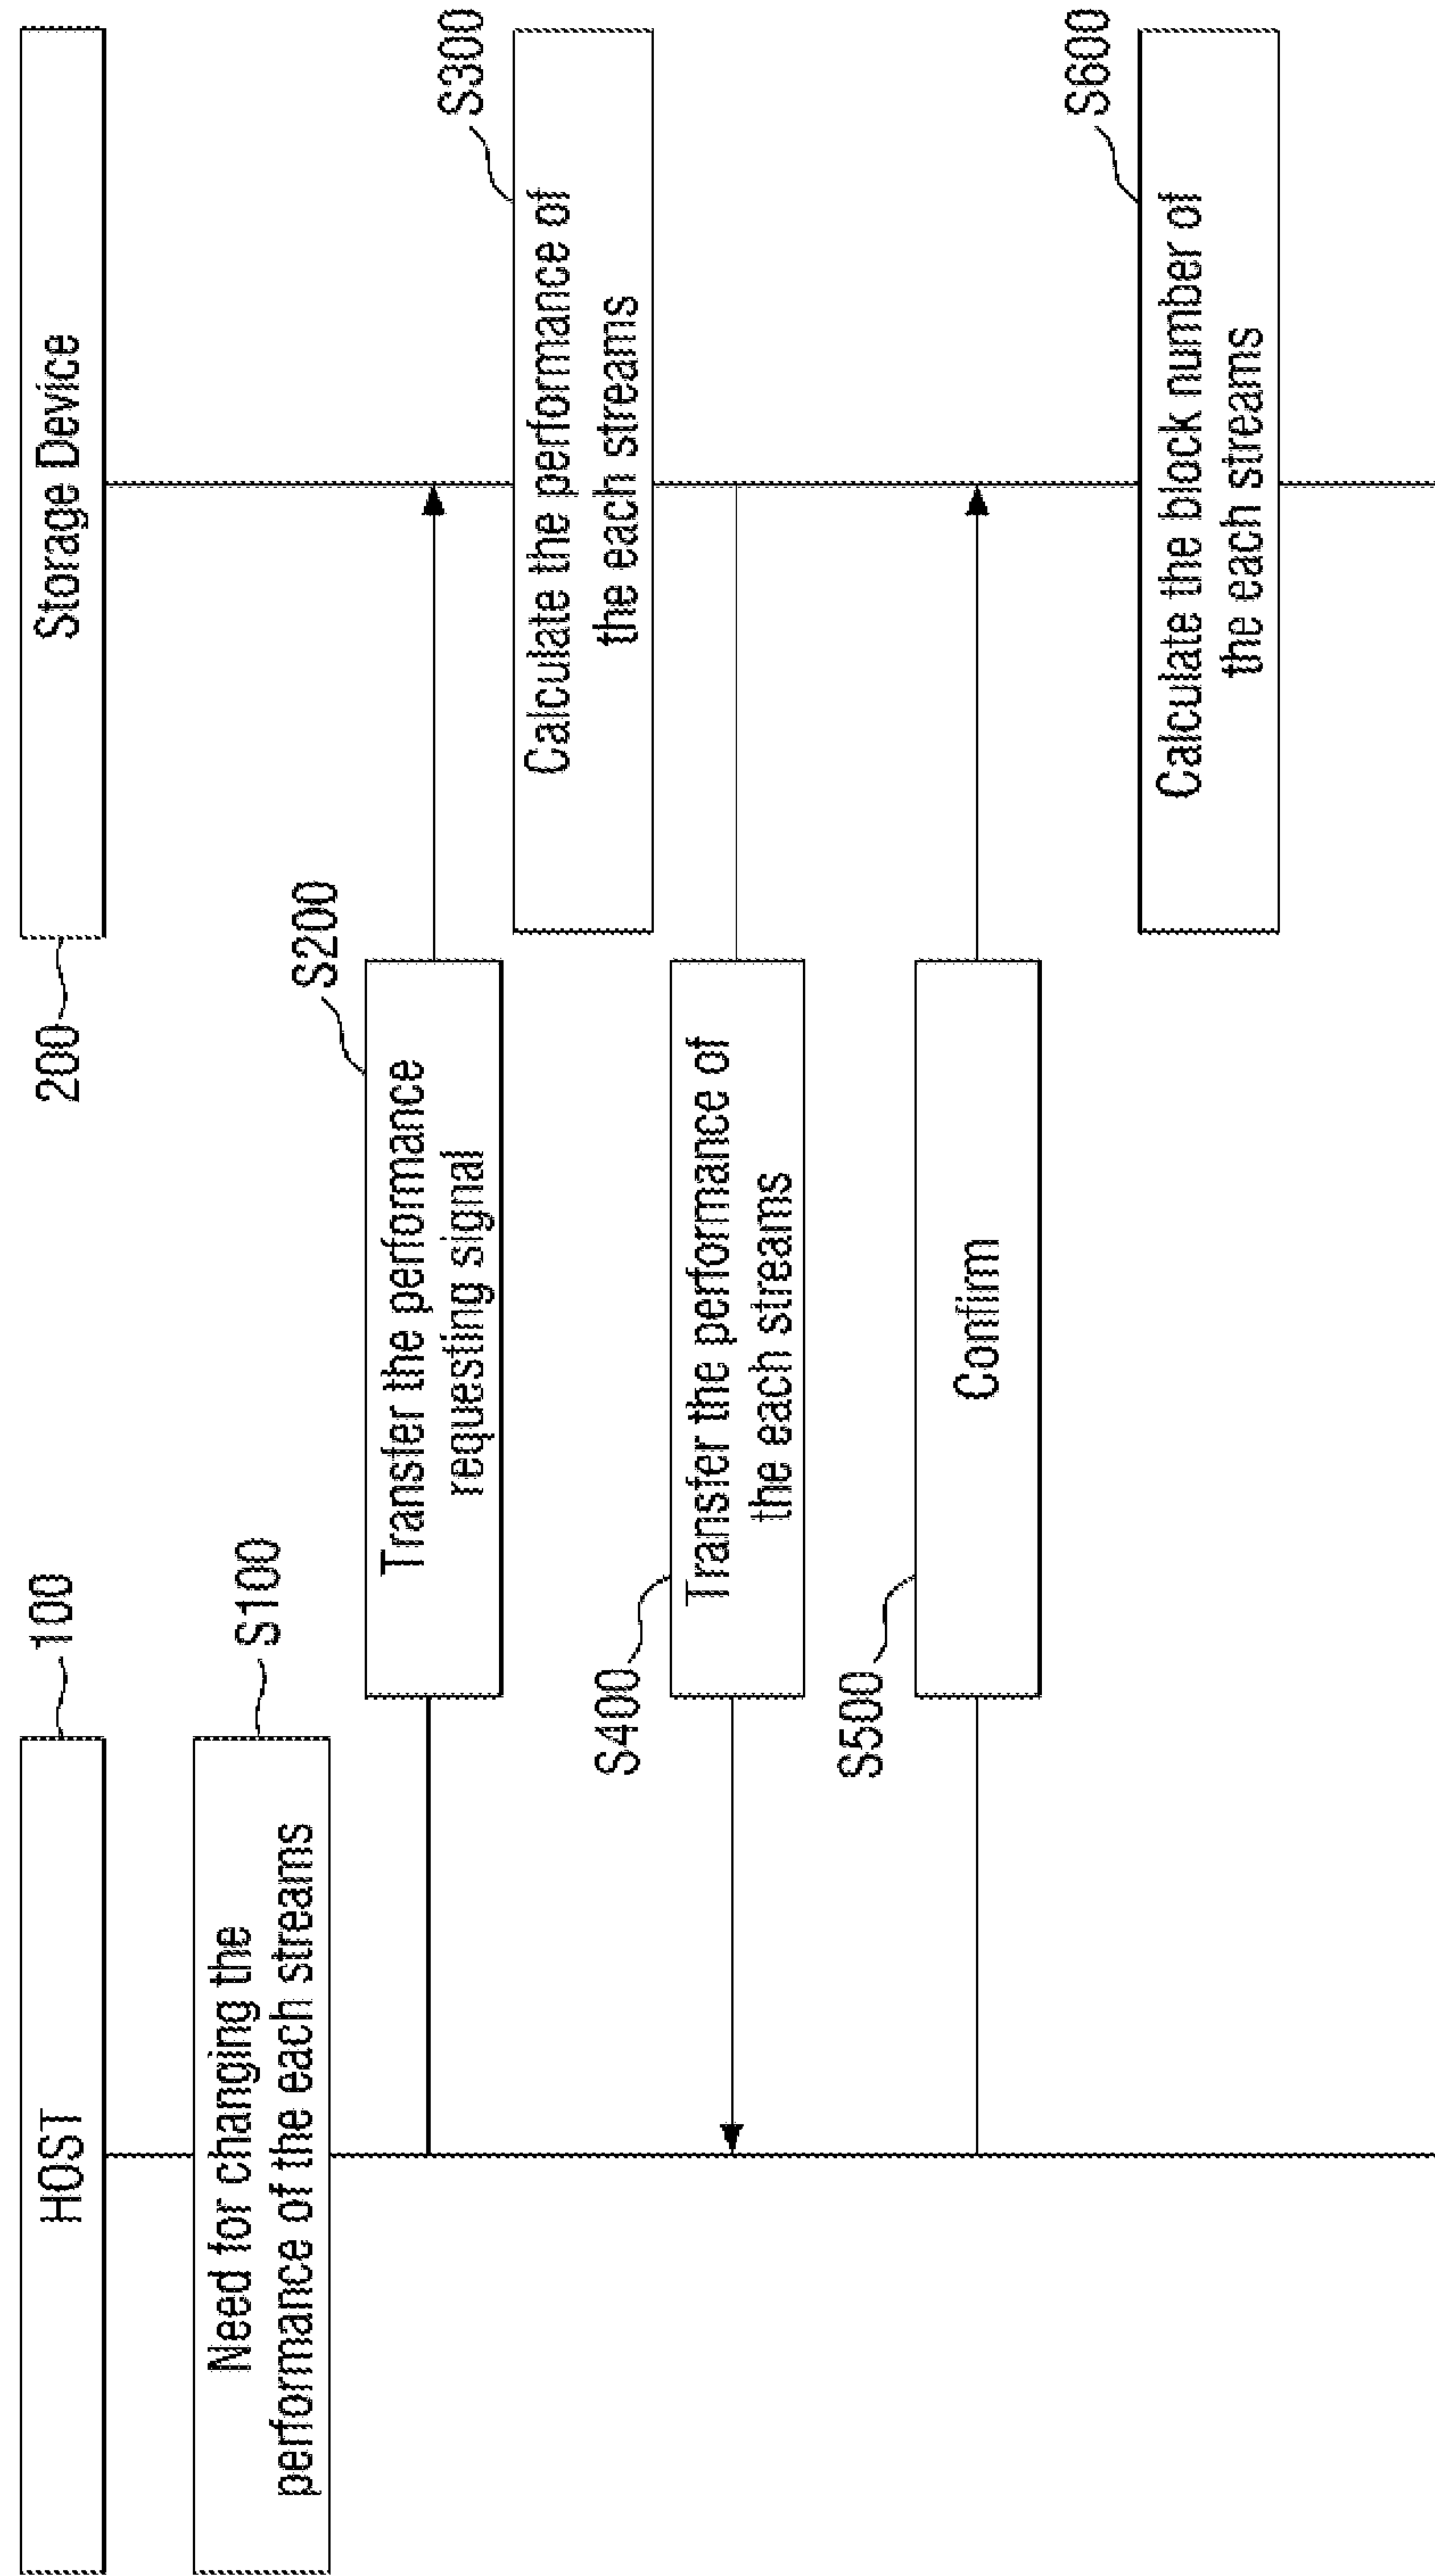 HOST
100
200
Storage Device
Need for changing the
performance of the each streams
S100
Transfer the performance
requesting signal
S200
Calculate the performance of
the each streams
S300
S400
Transfer the performance of
the each streams
S500
Confirm
Calculate the block number of
the each streams
S600